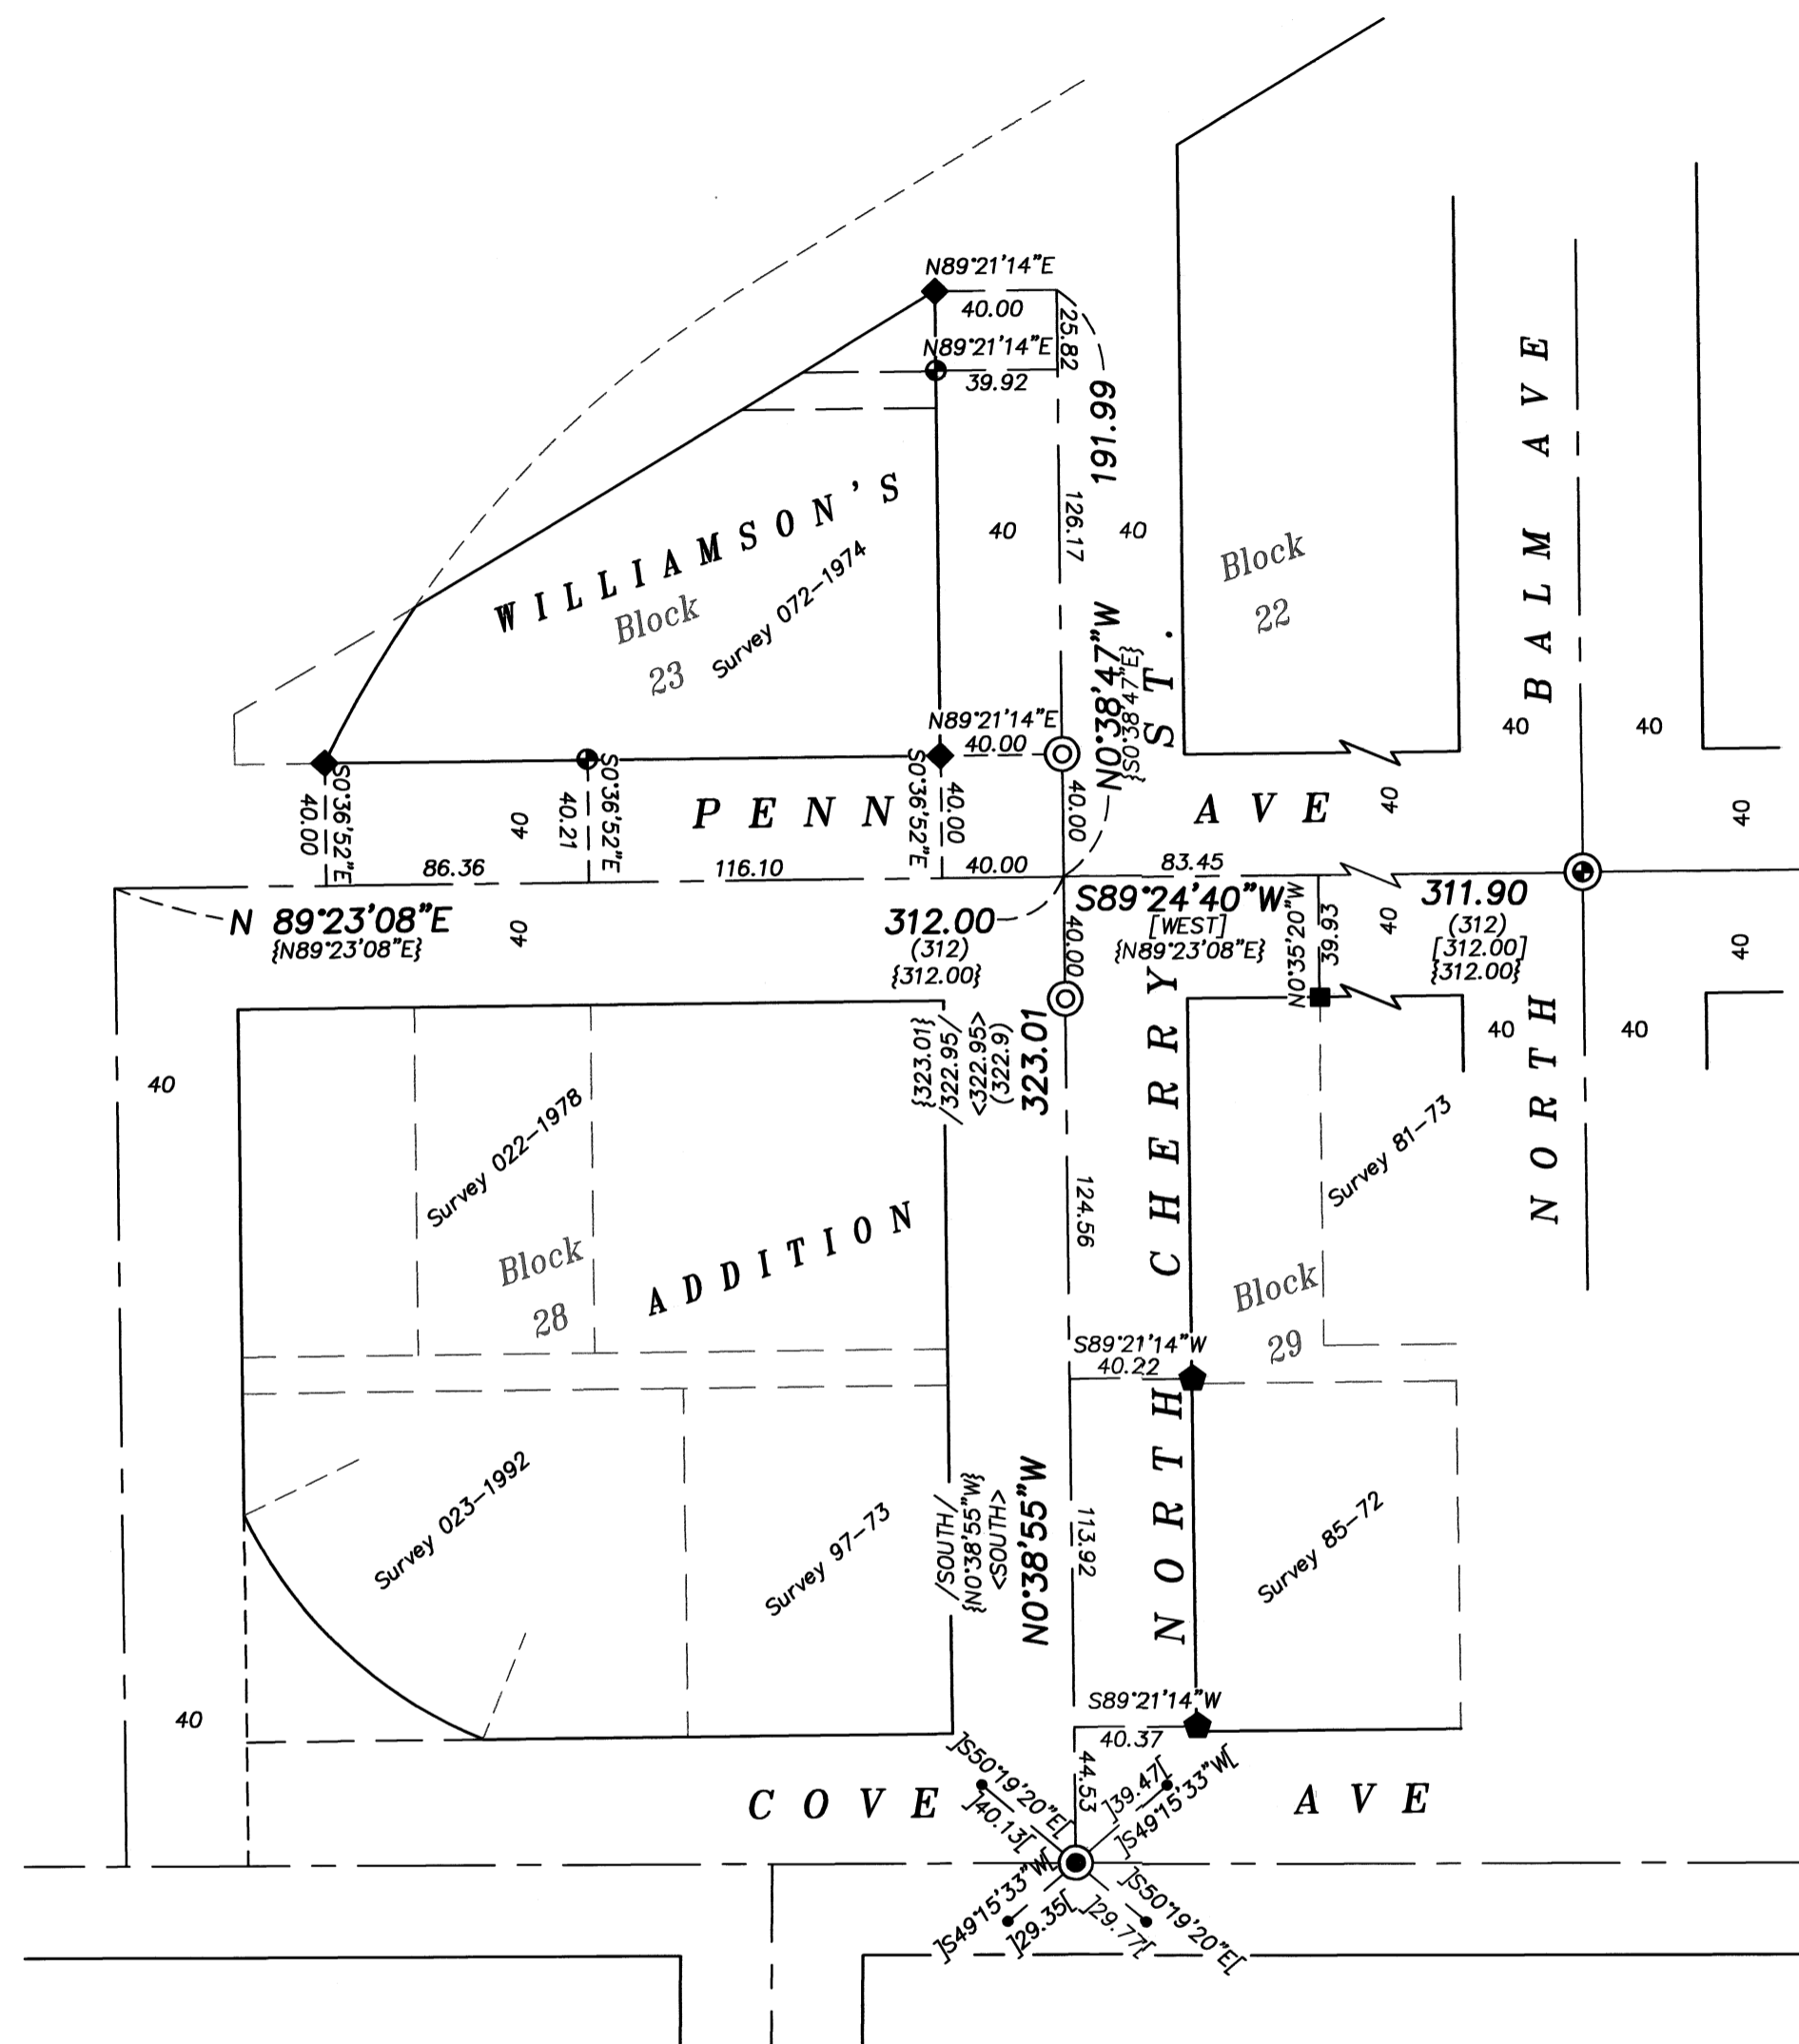 N89°21'14"E
40.00
25.82
N89°21'14"E
39.92
191.99
126.17
40
40
WILLIAMSON'S
Block
23
Survey 072-1974
Block
22
BALM AVE
40
40
N0°38'47"W
{S0°38'47"E}
ST.
N89°21'14"E
40.00
S0°36'52"E
40.00
40
40.21
S0°36'52"E
PENN
S0°36'52"E
40.00
40.00
AVE
40
40
86.36
116.10
40.00
83.45
N 89°23'08"E
{N89°23'08"E}
40
312.00
(312)
{312.00}
40.00
S89°24'40"W
[WEST]
{N89°23'08"E}
N0°35'20"W
39.93
40
311.90
(312)
[312.00]
{312.00}
40
40
{323.01}
/322.95/
<322.95>
(322.9)
323.01
CHERRY
40
40
NORTH
Survey 022-1978
Survey 81-73
124.56
Block
28
ADDITION
Block
29
S89°21'14"W
40.22
NORTH
Survey 023-1992
Survey 97-73
/SOUTH/
{N0°38'55"W}
<SOUTH>
N0°38'55"W
113.92
Survey 85-72
40
S89°21'14"W
40.37
44.53
COVE
AVE
]S50°19'20"E[
]40.13[
]39.47[
]S49°15'33"W[
]S49°15'33"W[
]29.35[
]29.77[
]S50°19'20"E[